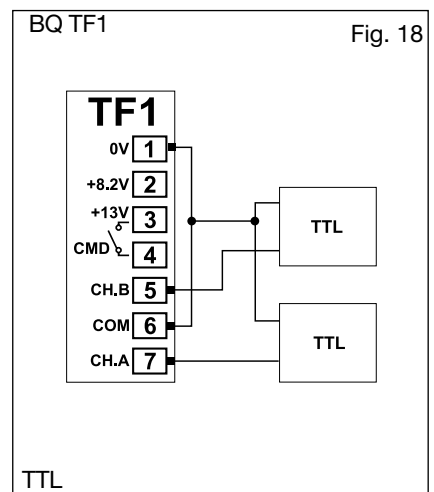 BQ TF1
Fig. 18
TF1
0V 1
+8.2V 2
+13V 3
CMD 4
CH.B 5
COM 6
CH.A 7
TTL
TTL
TTL